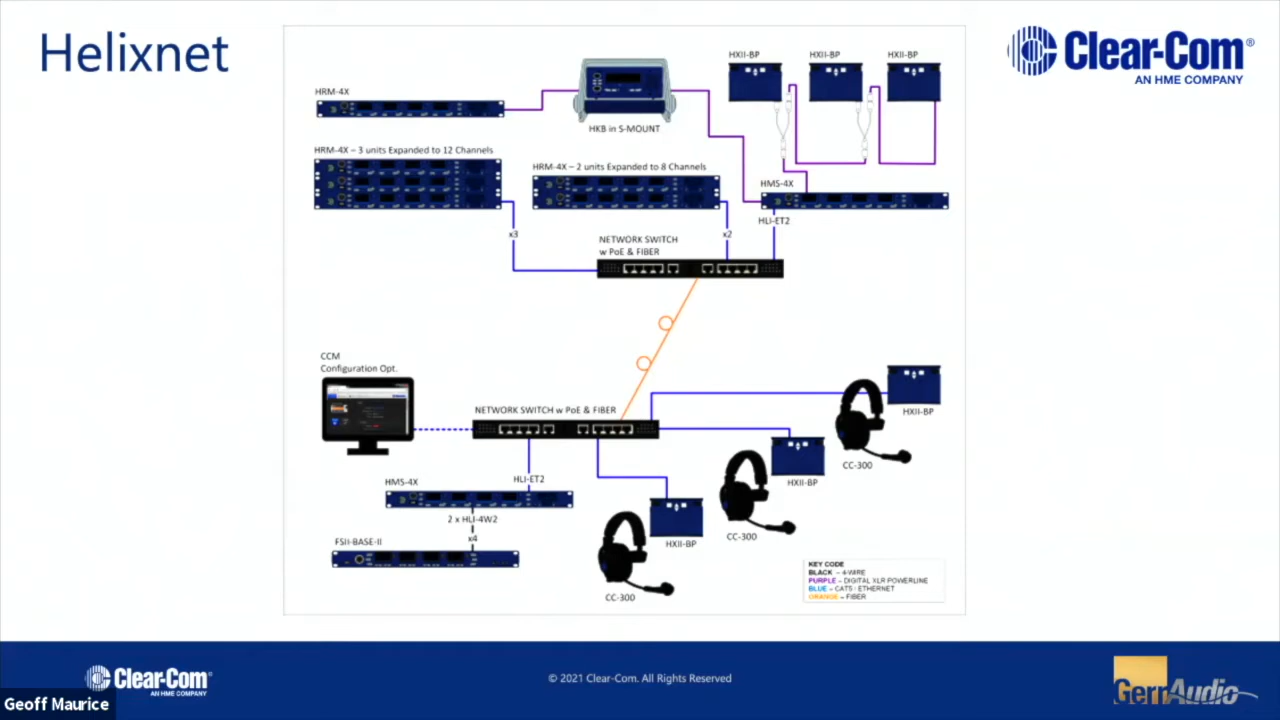 Helixnet
Clear-Com®
AN HME COMPANY
HXII-BP
HXII-BP
HXII-BP
HRM-4X
HKB in S-MOUNT
HRM-4X – 3 units Expanded to 12 Channels
HRM-4X – 2 units Expanded to 8 Channels
HMS-4X
HLI-ET2
x3
x2
NETWORK SWITCH
w PoE & FIBER
CCM
Configuration Opt.
NETWORK SWITCH w PoE & FIBER
HXII-BP
CC-300
HXII-BP
CC-300
HMS-4X
HLI-ET2
2 x HLI-4W2
x4
FSII-BASE-II
HXII-BP
CC-300
KEY CODE
BLACK – 4-WIRE
PURPLE – DIGITAL XLR POWERLINE
BLUE – CAT5 / ETHERNET
ORANGE – FIBER
Clear-Com
AN HME COMPANY
© 2021 Clear-Com. All Rights Reserved
GerrAudio
Geoff Maurice